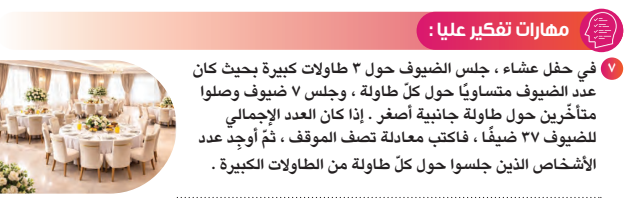 مهارات تفكير عليا :
٧ في حفل عشاء ، جلس الضيوف حول ٣ طاولات كبيرة بحيث كان
عدد الضيوف متساويًا حول كلّ طاولة ، وجلس ٧ ضيوف وصلوا
متأخّرين حول طاولة جانبية أصغر . إذا كان العدد الإجمالي
للضيوف ٣٧ ضيفًا ، فاكتب معادلة تصف الموقف ، ثمّ أوجِد عدد
الأشخاص الذين جلسوا حول كلّ طاولة من الطاولات الكبيرة .